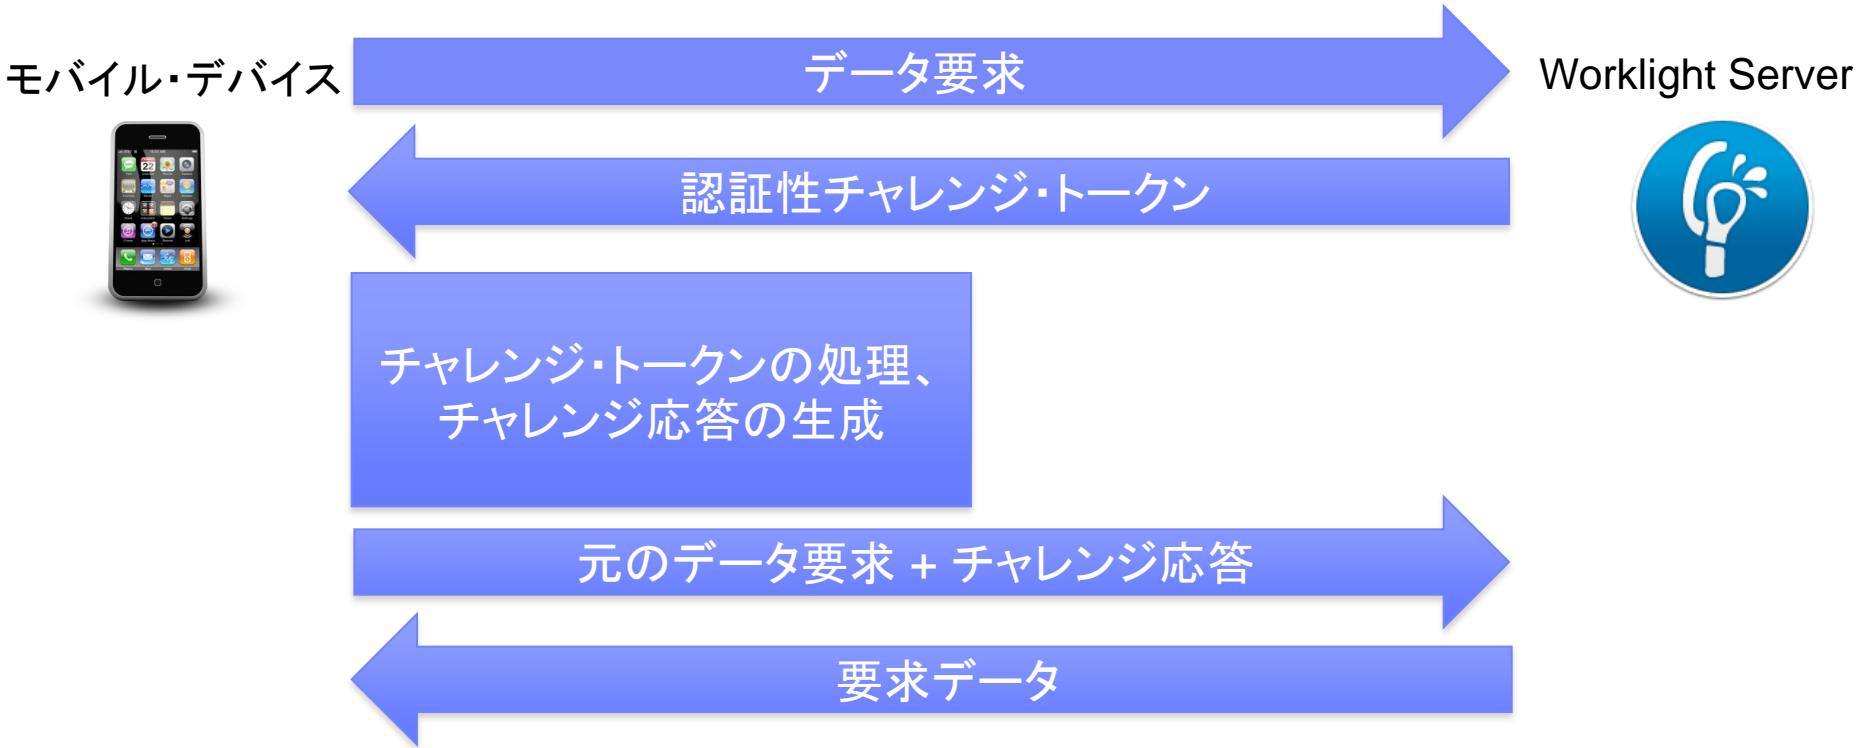 データ要求
モバイル・デバイス
Worklight Server
認証性チャレンジ・トークン
チャレンジ・トークンの処理、
チャレンジ応答の生成
元のデータ要求 + チャレンジ応答
要求データ